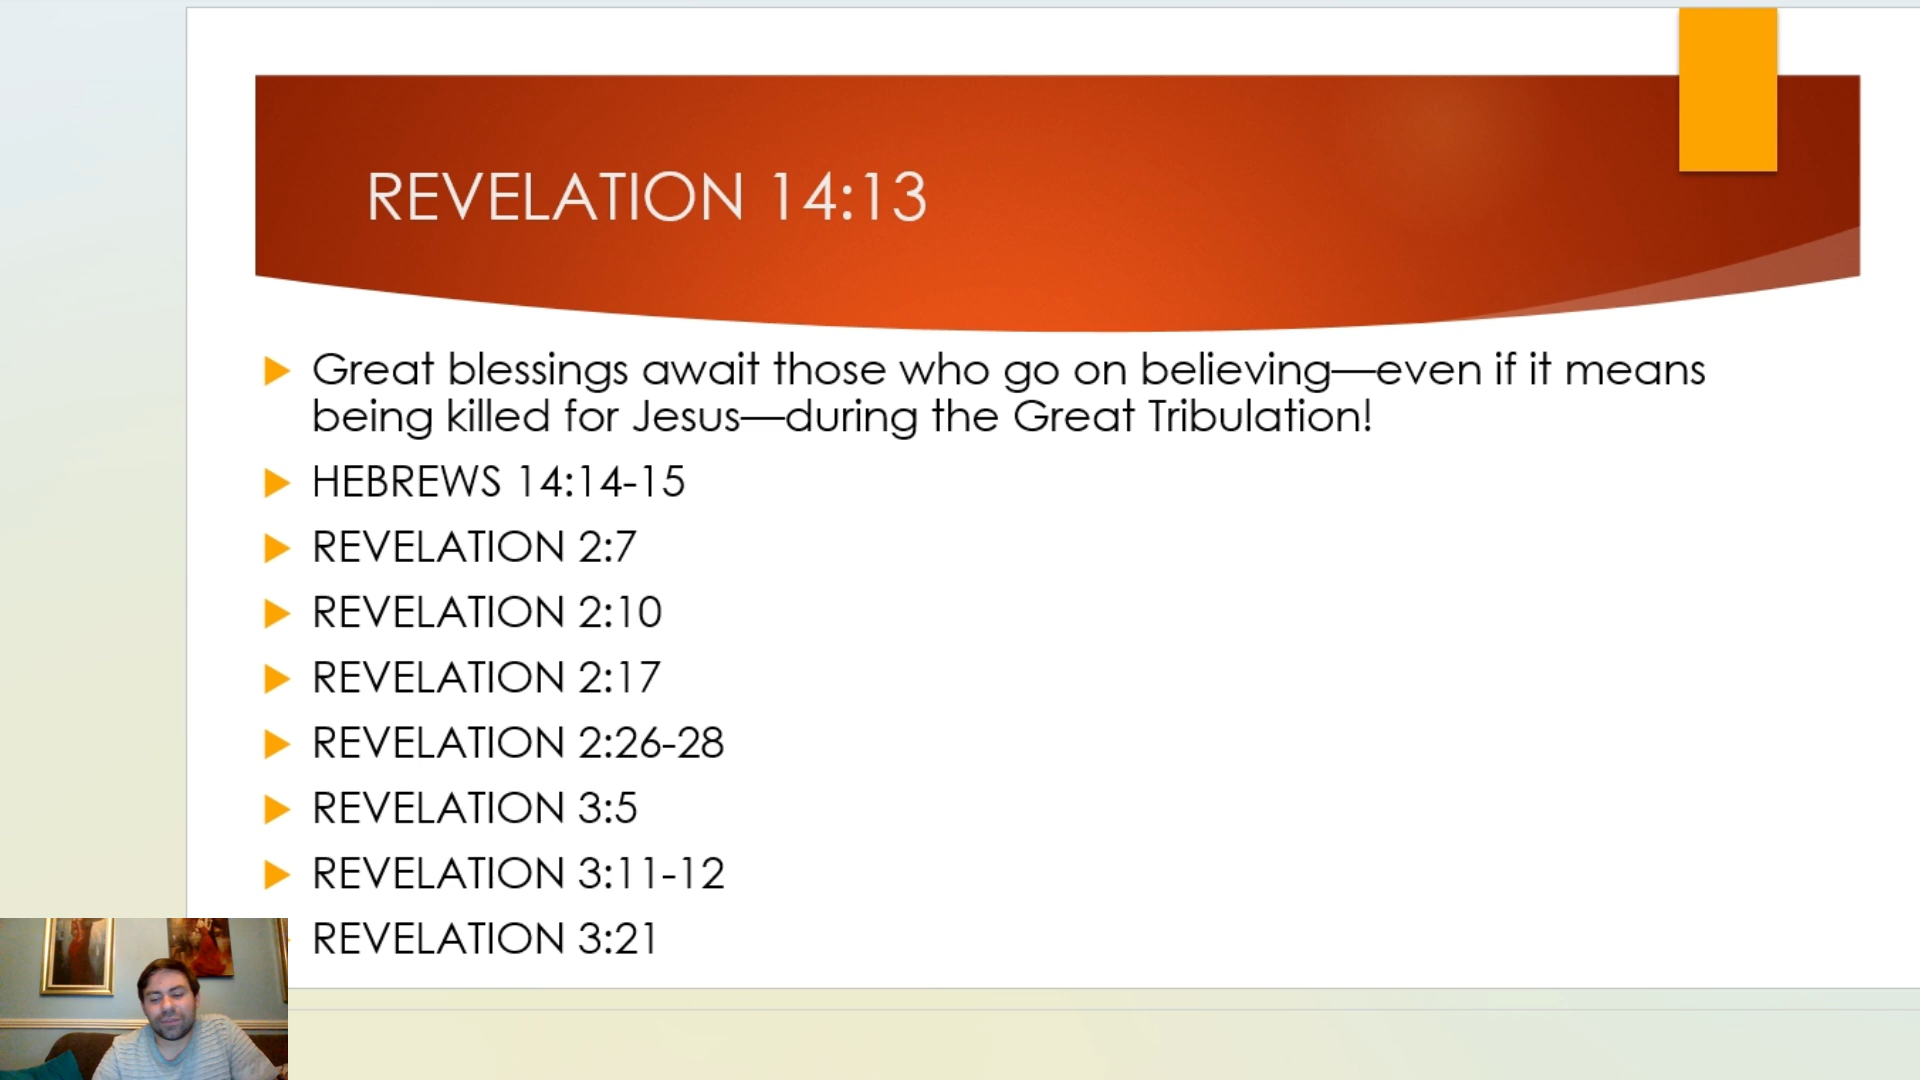 REVELATION 14:13
Great blessings await those who go on believing—even if it means
being killed for Jesus—during the Great Tribulation!
HEBREWS 14:14-15
REVELATION 2:7
REVELATION 2:10
REVELATION 2:17
REVELATION 2:26-28
REVELATION 3:5
REVELATION 3:11-12
REVELATION 3:21